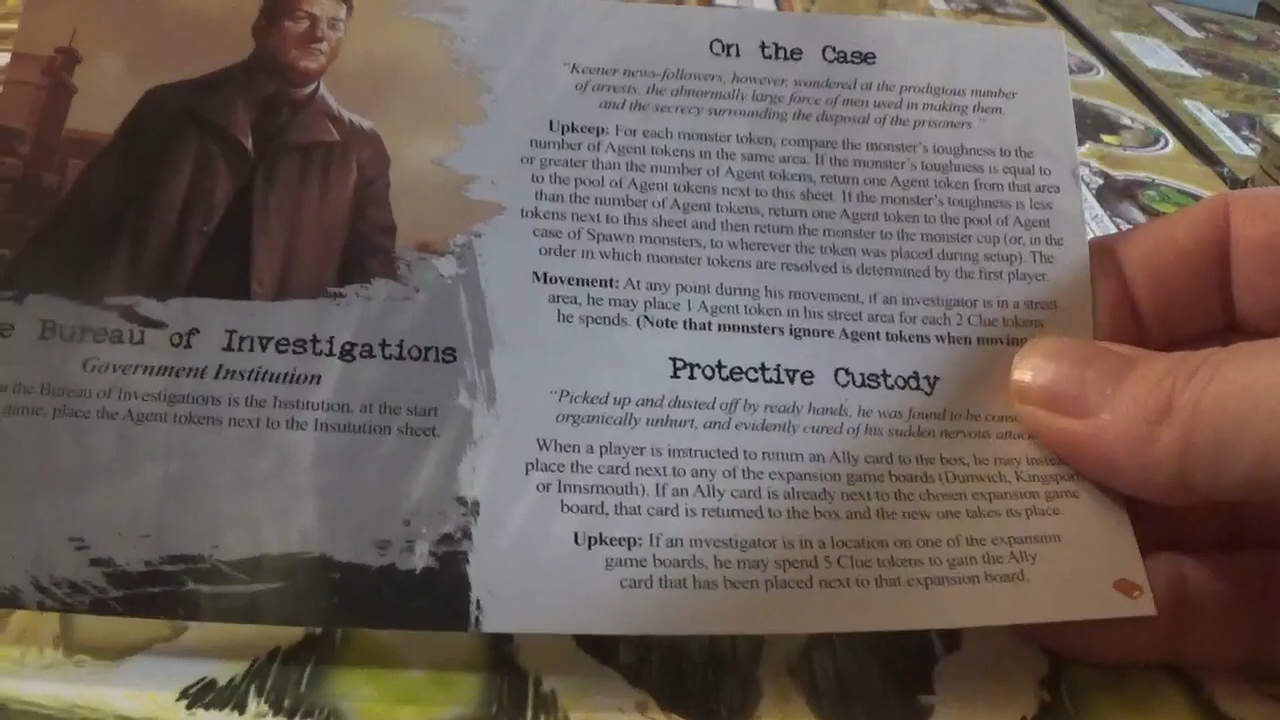 e Bureau of Investigations
Government Institution
the Bureau of Investigations is the Institution, at the start
game, place the Agent tokens next to the Institution sheet.
On the Case
"Keener news-followers, however, wondered at the prodigious number
of arrests, the abnormally large force of men used in making them,
and the secrecy surrounding the disposal of the prisoners."
Upkeep: For each monster token, compare the monster's toughness to the
number of Agent tokens in the same area. If the monster's toughness is equal to
or greater than the number of Agent tokens, return one Agent token from that area
to the pool of Agent tokens next to this sheet. If the monster's toughness is less
than the number of Agent tokens, return one Agent token to the pool of Agent
tokens next to this sheet and then return the monster to the monster cup (or, in the
case of Spawn monsters, to wherever the token was placed during setup). The
order in which monster tokens are resolved is determined by the first player.
Movement: At any point during his movement, if an investigator is in a street
area, he may place 1 Agent token in his street area for each 2 Clue tokens
he spends. (Note that monsters ignore Agent tokens when moving
Protective Custody
"Picked up and dusted off by ready hands, he was found to be
organically unhurt, and evidently cured of his sudden nervous
When a player is instructed to return an Ally card to the box, he may
place the card next to any of the expansion game boards (Dunwich, Kingsport
or Innsmouth). If an Ally card is already next to the chosen expansion game
board, that card is returned to the box and the new one takes its place.
Upkeep: If an investigator is in a location on one of the expansion
game boards, he may spend 5 Clue tokens to gain the Ally
card that has been placed next to that expansion board.